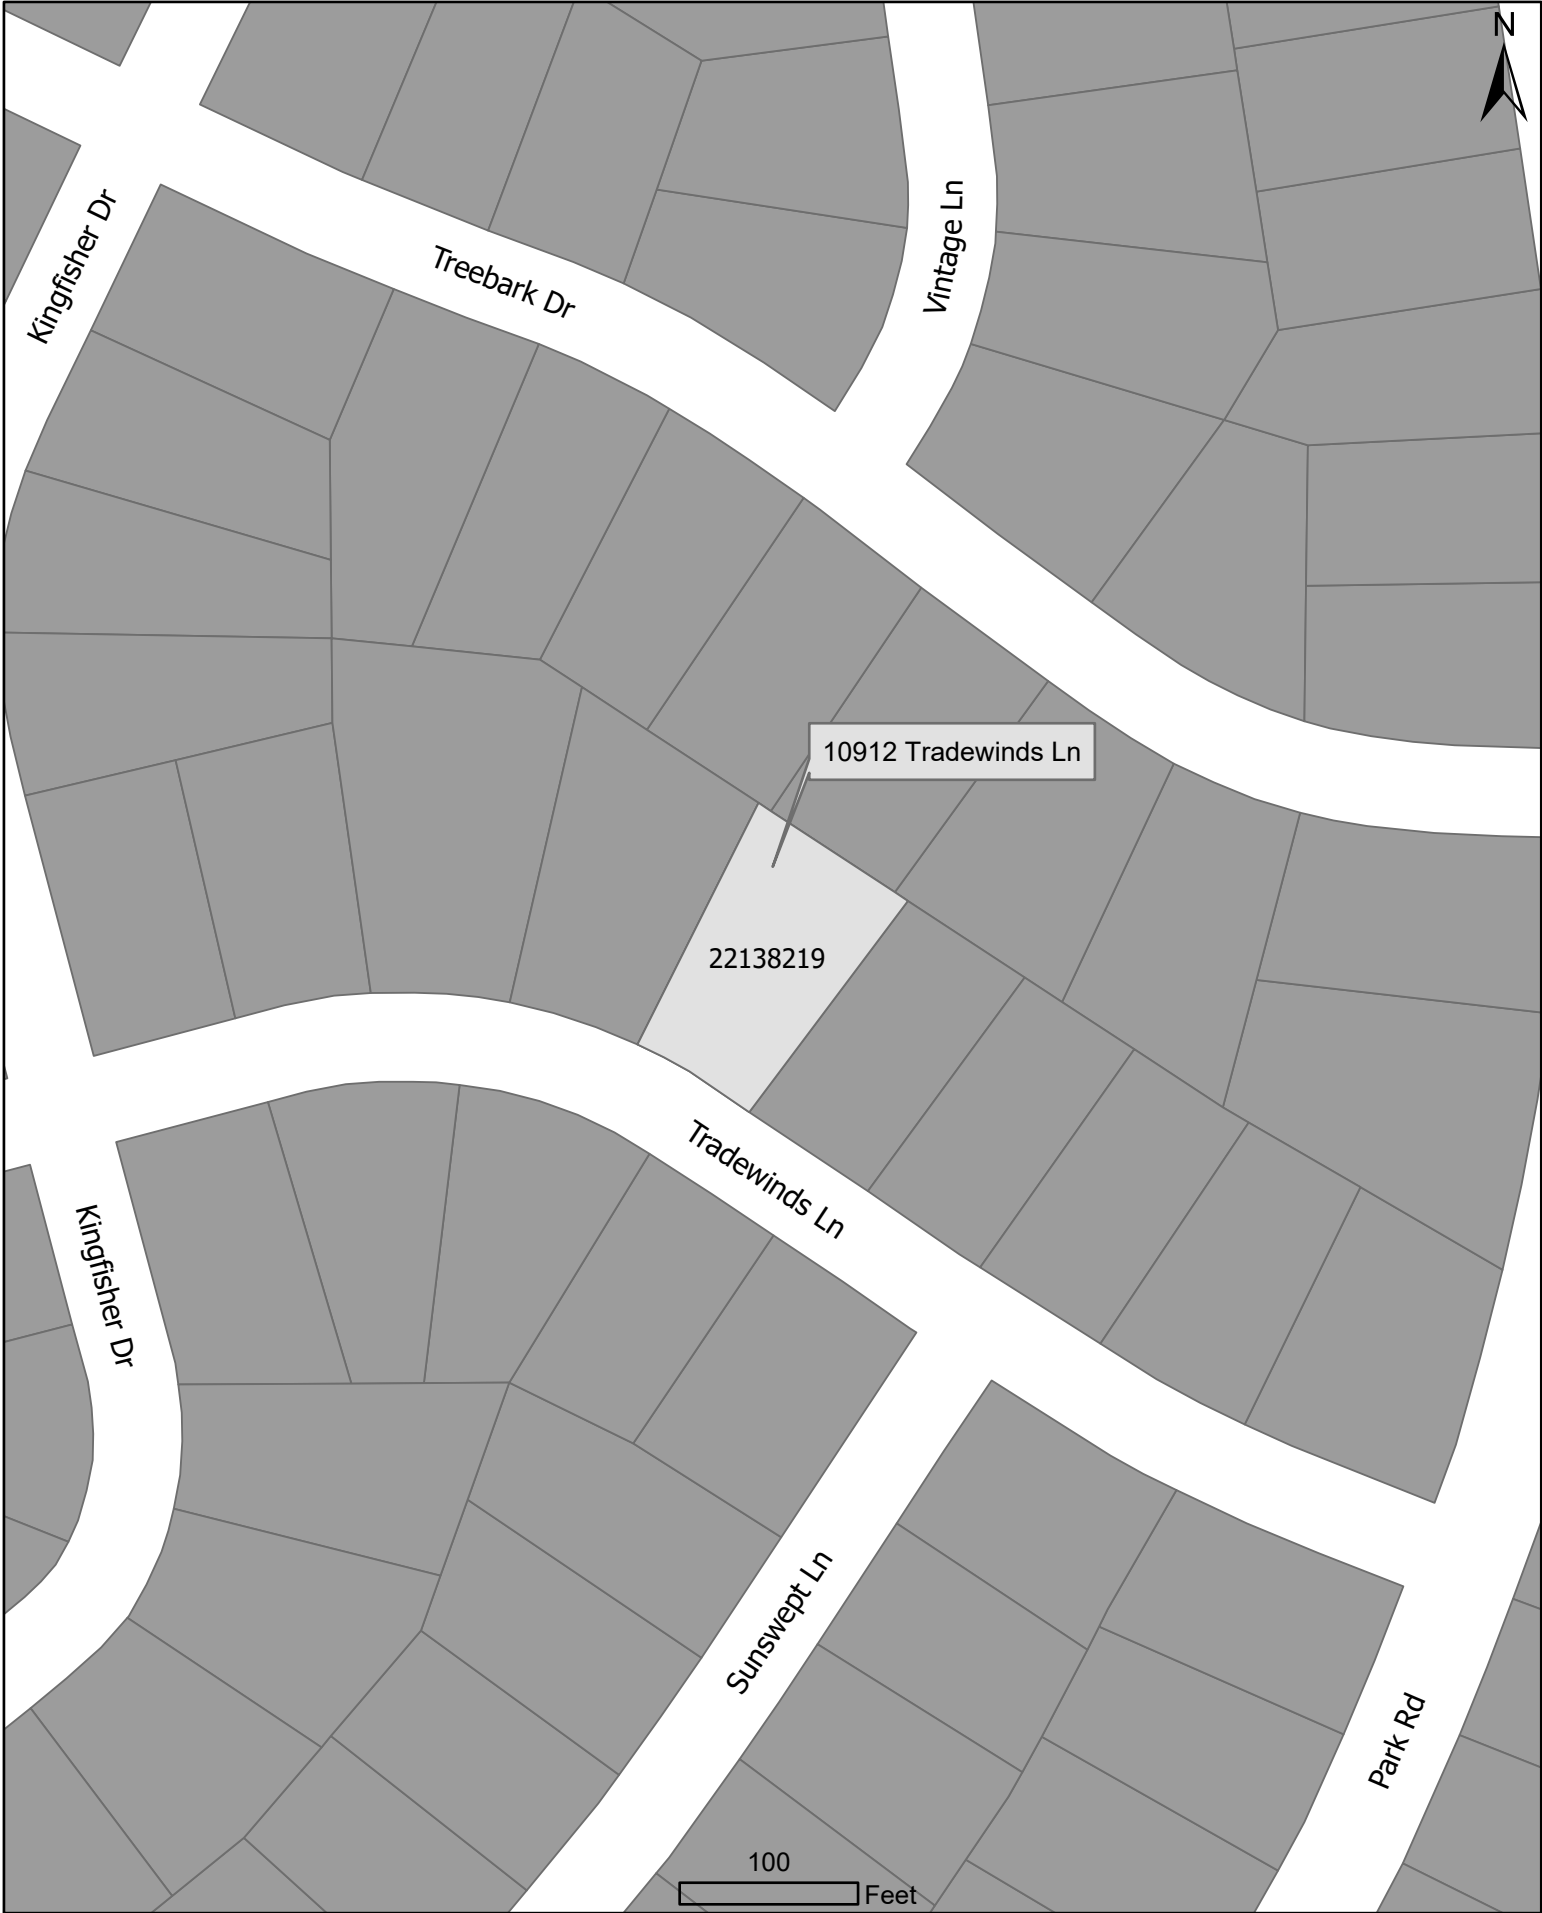 N
Kingfisher Dr
Treebark Dr
Vintage Ln
10912 Tradewinds Ln
22138219
Tradewinds Ln
Kingfisher Dr
Sunswept Ln
Park Rd
100
Feet